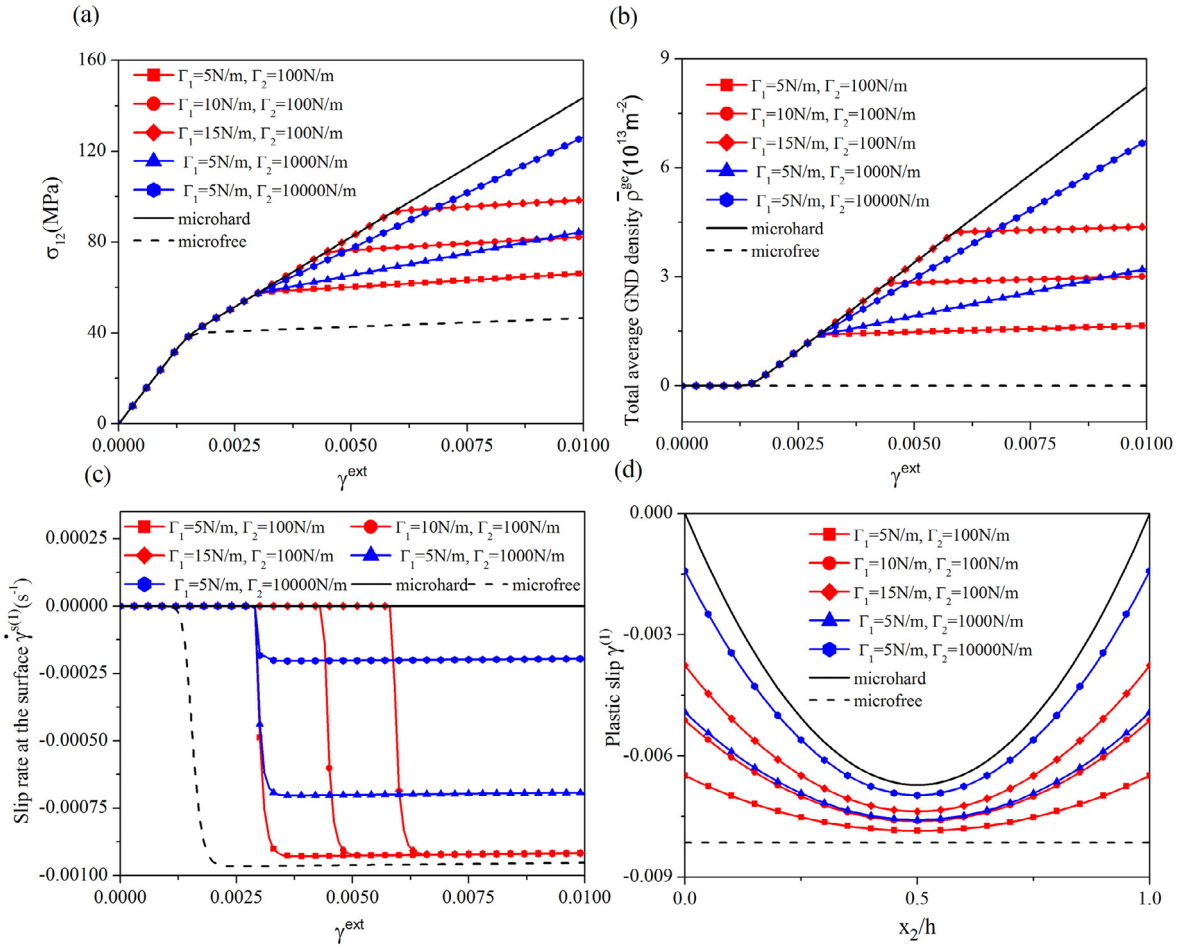 (a)
160
120
80
40
0
σ₁₂(MPa)
Γ₁=5N/m, Γ₂=100N/m
Γ₁=10N/m, Γ₂=100N/m
Γ₁=15N/m, Γ₂=100N/m
Γ₁=5N/m, Γ₂=1000N/m
Γ₁=5N/m, Γ₂=10000N/m
microhard
microfree
0.0000 0.0025 0.0050 0.0075 0.0100
γ^ext
(b)
9
6
3
0
Total average GND density ρ̄^ge(10¹³m⁻²)
Γ₁=5N/m, Γ₂=100N/m
Γ₁=10N/m, Γ₂=100N/m
Γ₁=15N/m, Γ₂=100N/m
Γ₁=5N/m, Γ₂=1000N/m
Γ₁=5N/m, Γ₂=10000N/m
microhard
microfree
0.0000 0.0025 0.0050 0.0075 0.0100
γ^ext
(c)
0.00025
0.00000
-0.00025
-0.00050
-0.00075
-0.00100
Slip rate at the surface γ̇^s(1)(s⁻¹)
Γ₁=5N/m, Γ₂=100N/m Γ₁=10N/m, Γ₂=100N/m
Γ₁=15N/m, Γ₂=100N/m Γ₁=5N/m, Γ₂=1000N/m
Γ₁=5N/m, Γ₂=10000N/m microhard microfree
0.0000 0.0025 0.0050 0.0075 0.0100
γ^ext
(d)
0.000
-0.003
-0.006
-0.009
Plastic slip γ^(1)
Γ₁=5N/m, Γ₂=100N/m
Γ₁=10N/m, Γ₂=100N/m
Γ₁=15N/m, Γ₂=100N/m
Γ₁=5N/m, Γ₂=1000N/m
Γ₁=5N/m, Γ₂=10000N/m
microhard
microfree
0.0 0.5 1.0
x₂/h